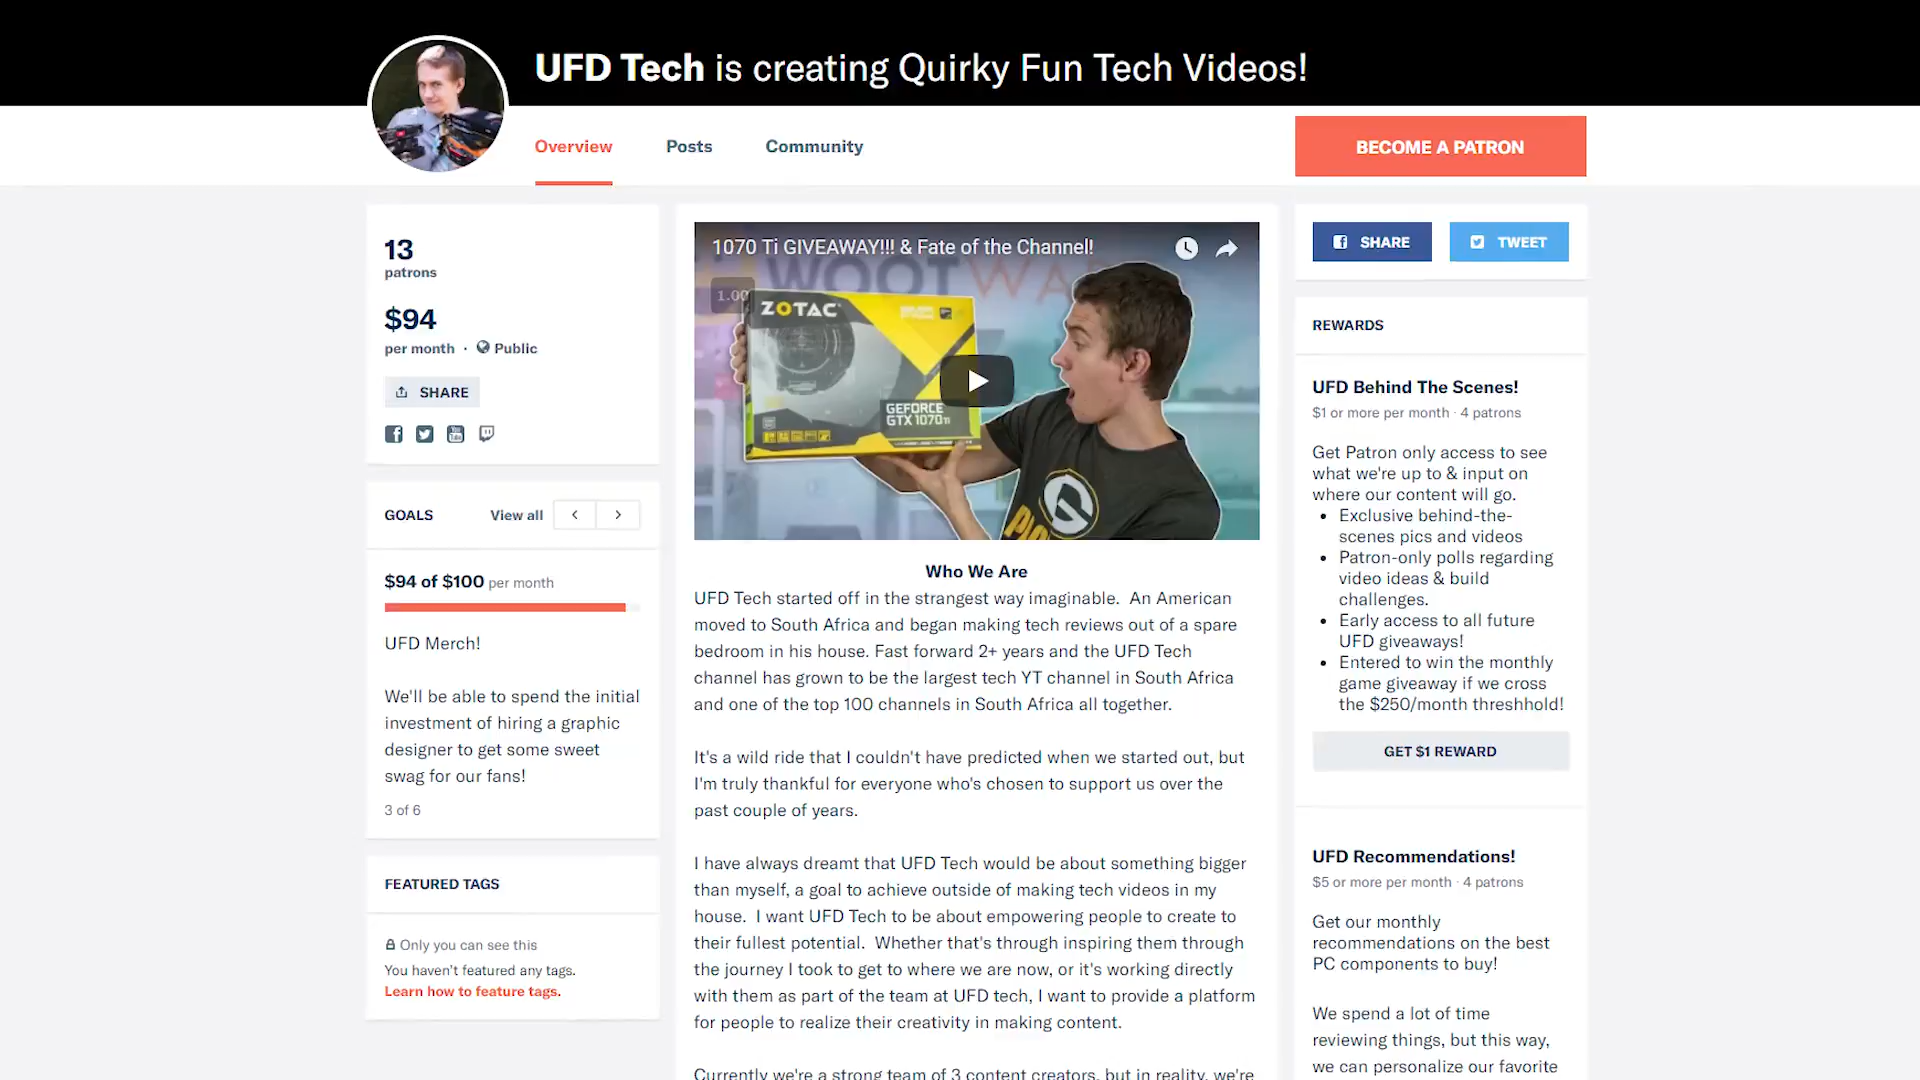 UFD Tech is creating Quirky Fun Tech Videos!
Overview
Posts
Community
BECOME A PATRON
13
patrons
$94
per month · Public
SHARE
GOALS
View all
$94 of $100 per month
UFD Merch!
We'll be able to spend the initial
investment of hiring a graphic
designer to get some sweet
swag for our fans!
3 of 6
FEATURED TAGS
Only you can see this
You haven't featured any tags.
Learn how to feature tags.
1070 Ti GIVEAWAY!!! & Fate of the Channel!
WOOTWA
1.00
ZOTAC
GEFORCE
GTX 1070Ti
Who We Are
UFD Tech started off in the strangest way imaginable. An American
moved to South Africa and began making tech reviews out of a spare
bedroom in his house. Fast forward 2+ years and the UFD Tech
channel has grown to be the largest tech YT channel in South Africa
and one of the top 100 channels in South Africa all together.
It's a wild ride that I couldn't have predicted when we started out, but
I'm truly thankful for everyone who's chosen to support us over the
past couple of years.
I have always dreamt that UFD Tech would be about something bigger
than myself, a goal to achieve outside of making tech videos in my
house. I want UFD Tech to be about empowering people to create to
their fullest potential. Whether that's through inspiring them through
the journey I took to get to where we are now, or it's working directly
with them as part of the team at UFD tech, I want to provide a platform
for people to realize their creativity in making content.
Currently we're a strong team of 3 content creators, but in reality, we're
SHARE
TWEET
REWARDS
UFD Behind The Scenes!
$1 or more per month · 4 patrons
Get Patron only access to see
what we're up to & input on
where our content will go.
• Exclusive behind-the-
scenes pics and videos
• Patron-only polls regarding
video ideas & build
challenges.
• Early access to all future
UFD giveaways!
• Entered to win the monthly
game giveaway if we cross
the $250/month threshhold!
GET $1 REWARD
UFD Recommendations!
$5 or more per month · 4 patrons
Get our monthly
recommendations on the best
PC components to buy!
We spend a lot of time
reviewing things, but this way,
we can personalize our favorite